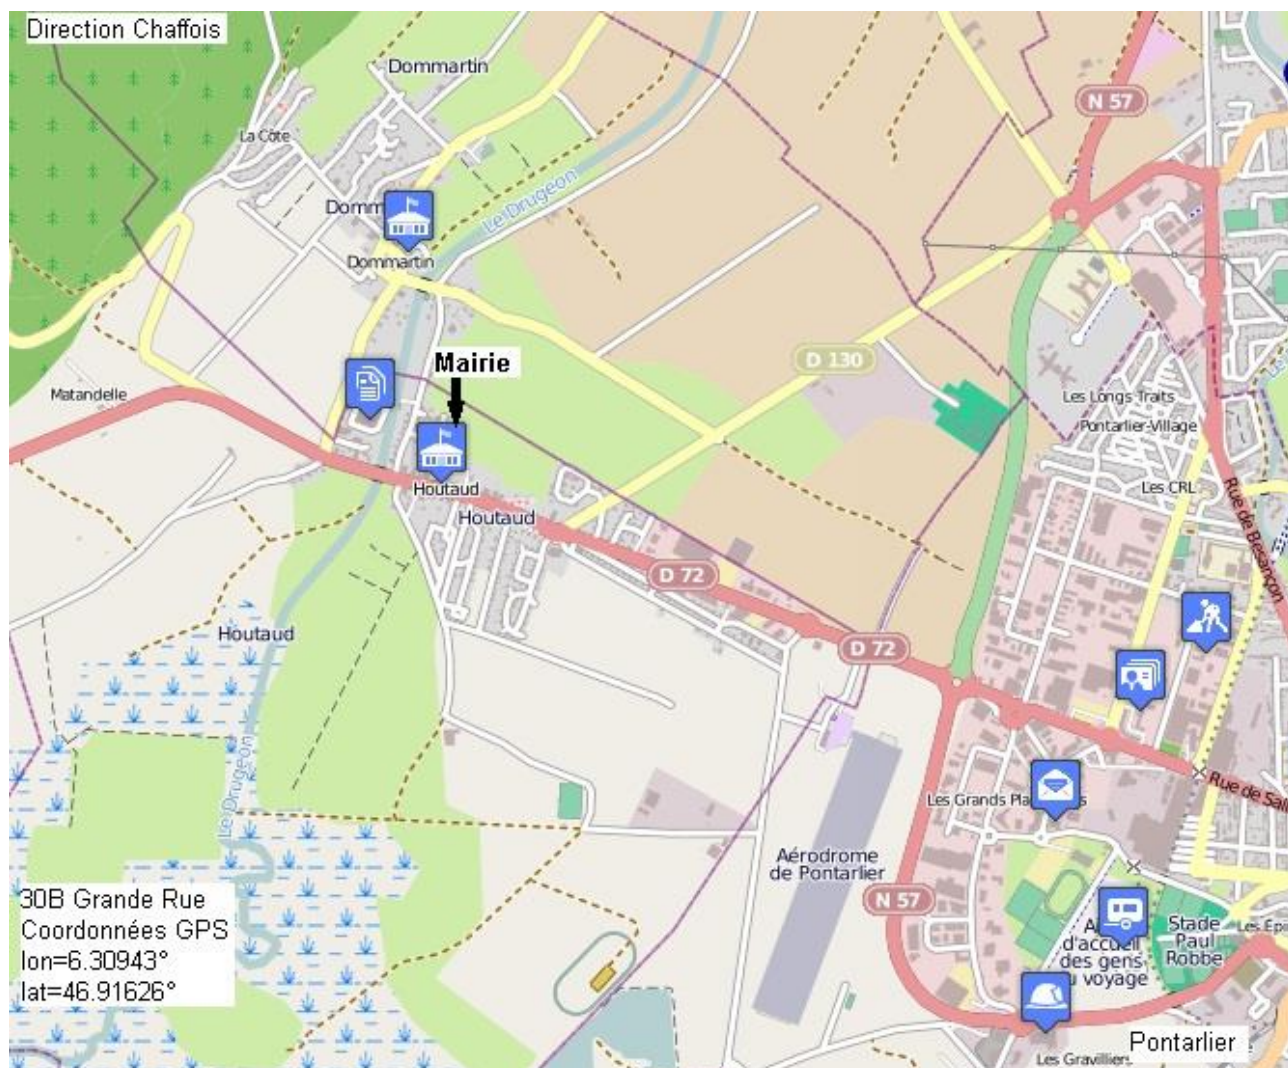 Direction Chaffois
Dommartin
La Côte
N 57
Le Drugeon
Dommartin
D 130
Mairie
Matandelle
Les Longs Traits
Pontarlier-Village
Les CRL
Rue de Besançon
Houtaud
Houtaud
D 72
D 72
Houtaud
Le Drugeon
Rue de
Les Grands
Aérodrome
de Pontarlier
N 57
30B Grande Rue
Coordonnées GPS
lon=6.30943°
lat=46.91626°
d'accueil
des gens
voyage
Stade
Paul
Robbe
Pontarlier
Les Gravilliers